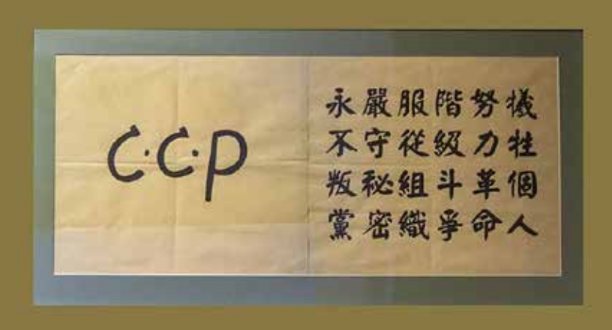 C.C.P
犧牲個人
努力革命
階級斗爭
服從組織
嚴守秘密
永不叛黨